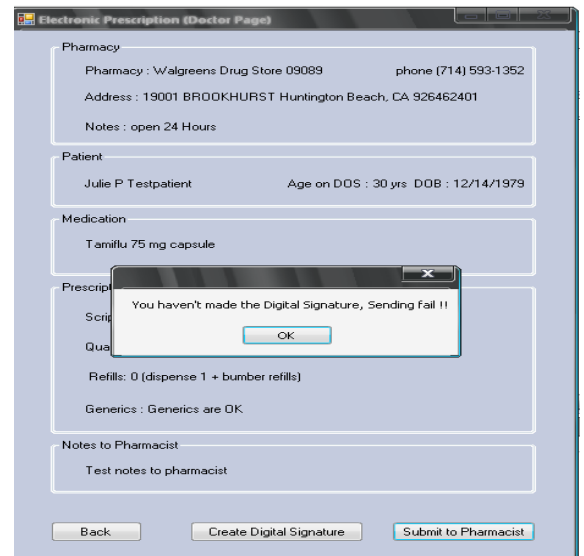 Electronic Prescription (Doctor Page)
Pharmacy
Pharmacy : Walgreens Drug Store 09089 phone (714) 593-1352
Address : 19001 BROOKHURST Huntington Beach, CA 926462401
Notes : open 24 Hours
Patient
Julie P Testpatient Age on DOS : 30 yrs DOB : 12/14/1979
Medication
Tamiflu 75 mg capsule
You haven't made the Digital Signature, Sending fail !!
OK
Refills: 0 (dispense 1 + bumber refills)
Generics : Generics are OK
Notes to Pharmacist
Test notes to pharmacist
Back Create Digital Signature Submit to Pharmacist